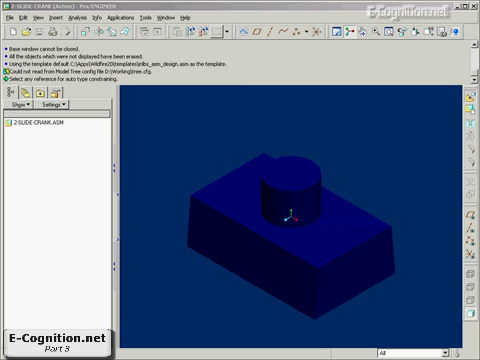 2-SLIDE-CRANK (Active) - Pro/ENGINEER
E-Cognition.net
File Edit View Insert Analysis Info Applications Tools Window Help
Base window cannot be closed.
All the objects which were not displayed have been erased.
Using the template default C:\Apps\Wildfire2.0\templates\inlbs_asm_design.asm as the template.
Could not read from Model Tree config file D:\Working\tree.cfg.
Select any reference for auto type constraining.
Show Settings
2-SLIDE-CRANK.ASM
E-Cognition.net
Part 3
All